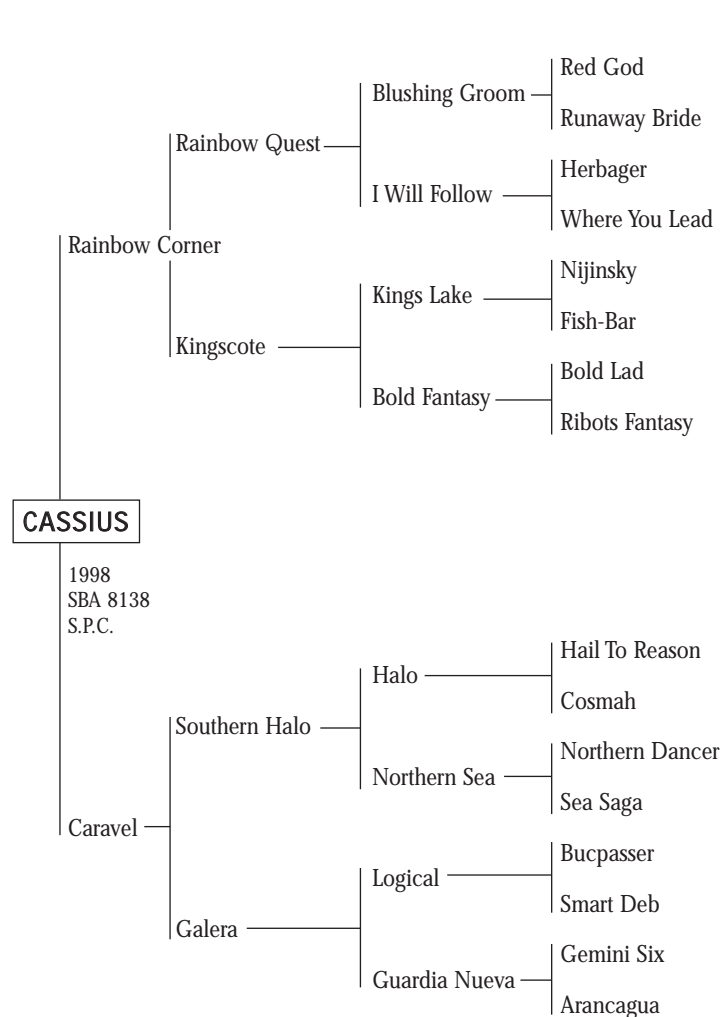 Red God
Blushing Groom
Runaway Bride
Rainbow Quest
Herbager
I Will Follow
Where You Lead
Rainbow Corner
Nijinsky
Kings Lake
Fish-Bar
Kingscote
Bold Lad
Bold Fantasy
Ribots Fantasy
CASSIUS
1998
SBA 8138
S.P.C.
Hail To Reason
Halo
Cosmah
Southern Halo
Northern Dancer
Northern Sea
Sea Saga
Caravel
Bucpasser
Logical
Smart Deb
Galera
Gemini Six
Guardia Nueva
Arancagua